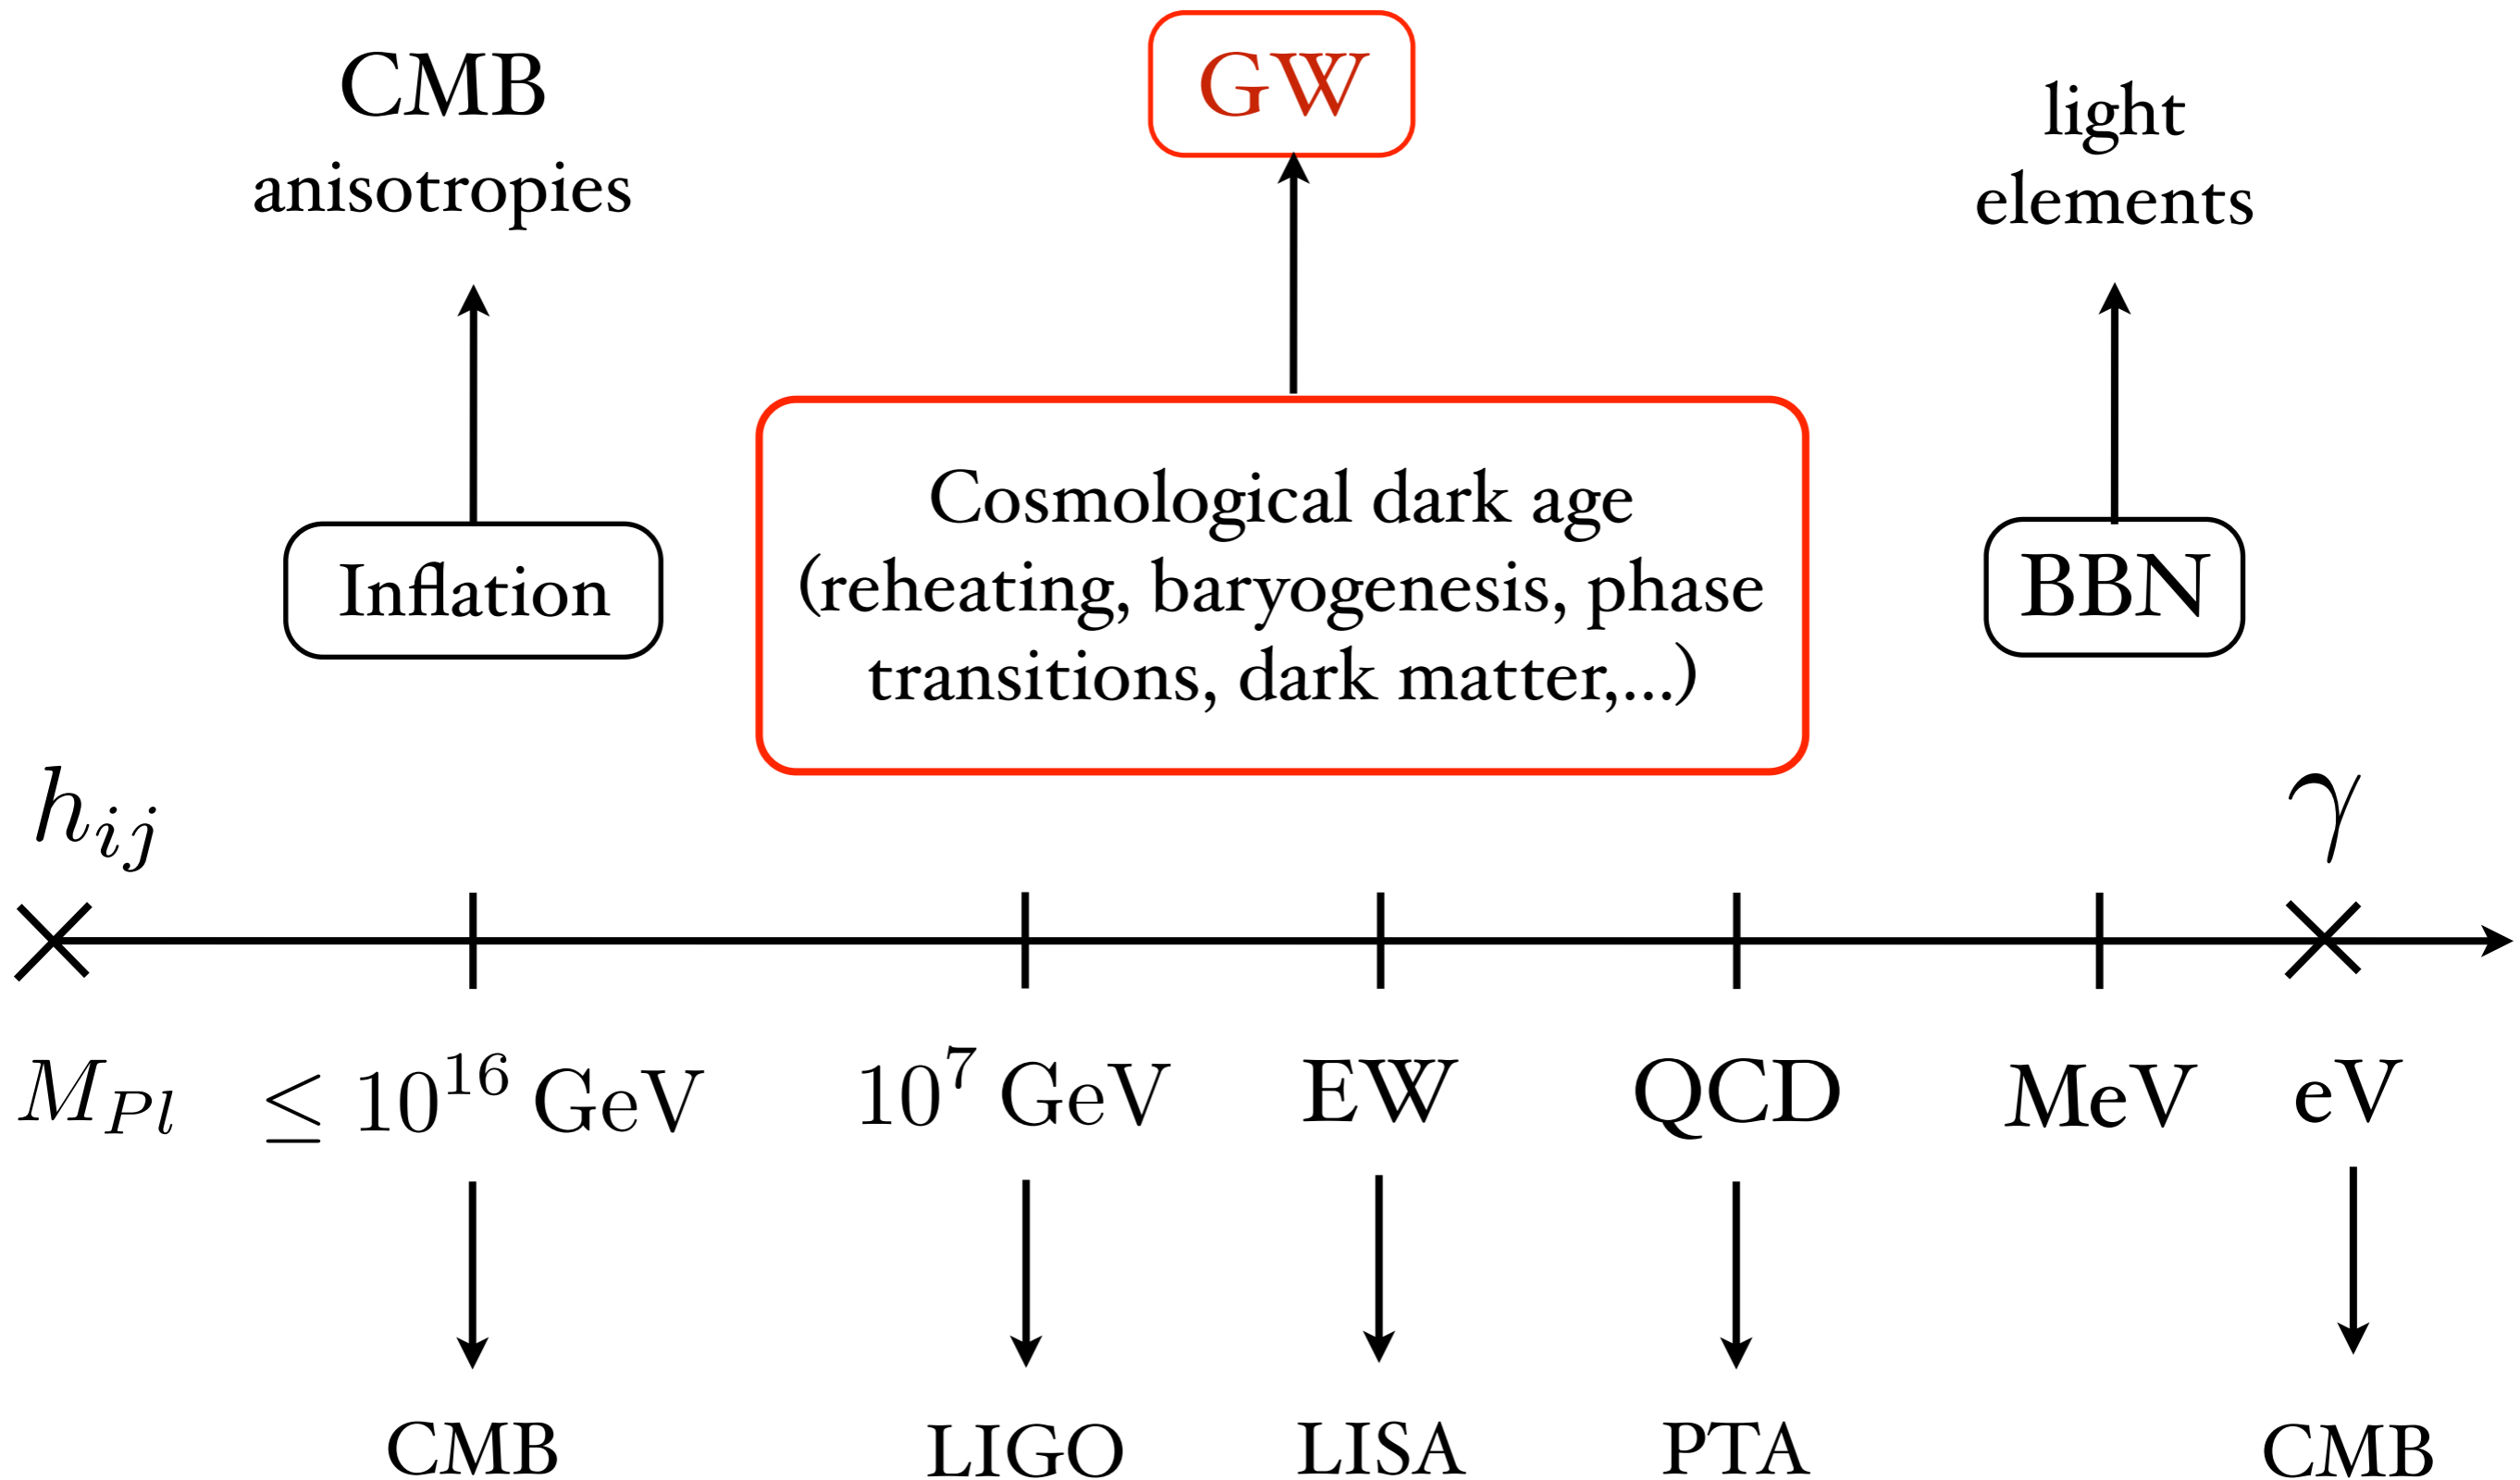 CMB
anisotropies
GW
light
elements
Inflation
Cosmological dark age
(reheating, baryogenesis, phase
transitions, dark matter,...)
BBN
h_{ij}
γ
M_{Pl}
≤ 10^{16} GeV
10^7 GeV
EW
QCD
MeV
eV
CMB
LIGO
LISA
PTA
CMB